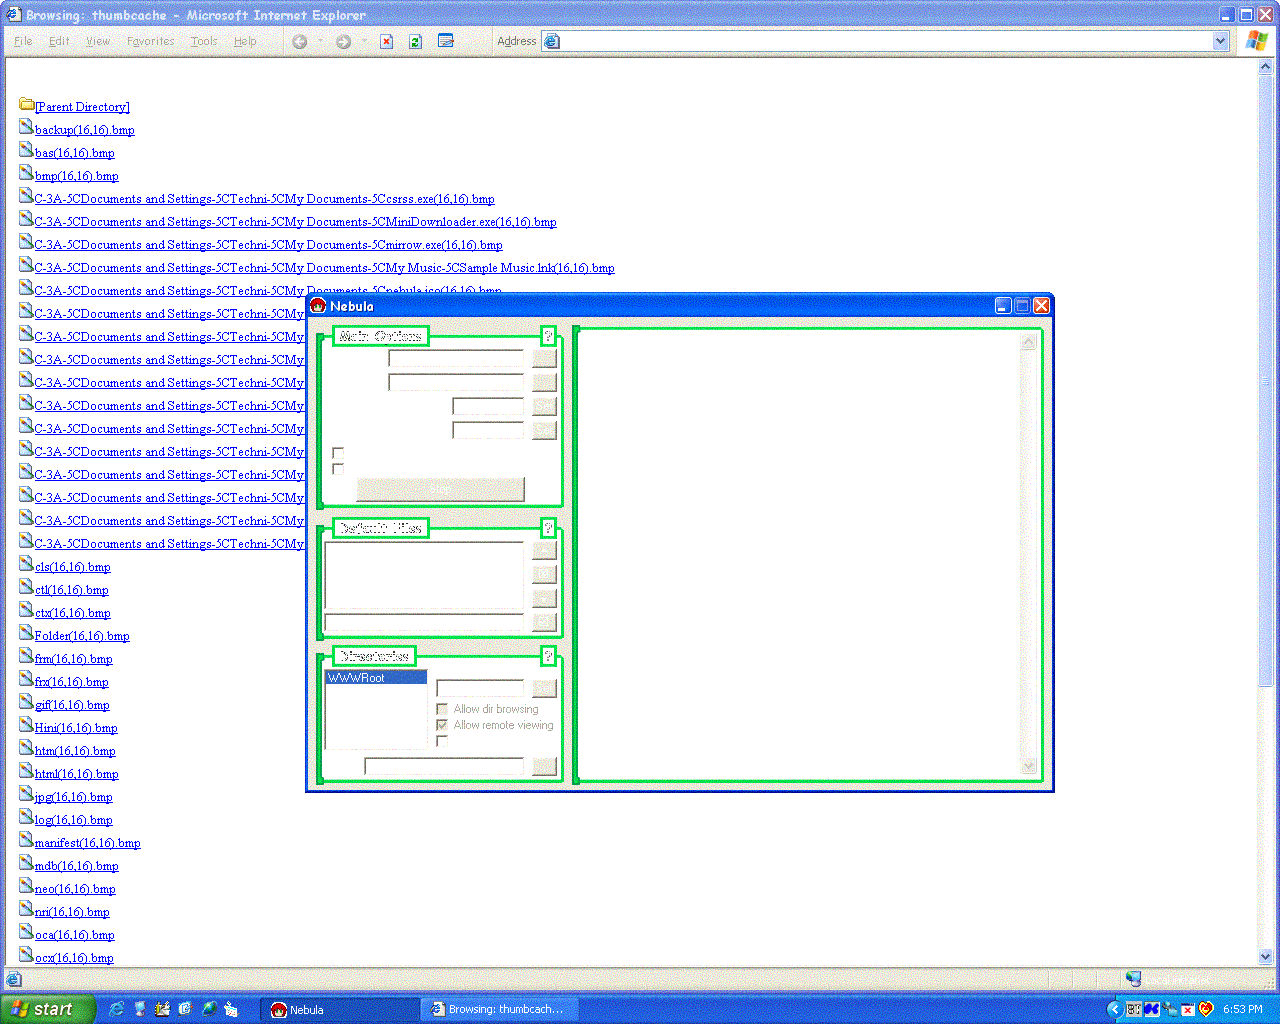 Browsing: thumbcache - Microsoft Internet Explorer
File Edit View Favorites Tools Help
Address
[Parent Directory]
backup(16,16).bmp
bas(16,16).bmp
bmp(16,16).bmp
C-3A-5CDocuments and Settings-5CTechni-5CMy Documents-5Ccsrss.exe(16,16).bmp
C-3A-5CDocuments and Settings-5CTechni-5CMy Documents-5CMiniDownloader.exe(16,16).bmp
C-3A-5CDocuments and Settings-5CTechni-5CMy Documents-5Cmirrow.exe(16,16).bmp
C-3A-5CDocuments and Settings-5CTechni-5CMy Documents-5CMy Music-5CSample Music.lnk(16,16).bmp
C-3A-5CDocuments and Settings-5CTechni-5CMy Documents-5Cnebula.ico(16,16).bmp
C-3A-5CDocuments and Settings-5CTechni-5CMy
C-3A-5CDocuments and Settings-5CTechni-5CMy
C-3A-5CDocuments and Settings-5CTechni-5CMy
C-3A-5CDocuments and Settings-5CTechni-5CMy
C-3A-5CDocuments and Settings-5CTechni-5CMy
C-3A-5CDocuments and Settings-5CTechni-5CMy
C-3A-5CDocuments and Settings-5CTechni-5CMy
C-3A-5CDocuments and Settings-5CTechni-5CMy
C-3A-5CDocuments and Settings-5CTechni-5CMy
C-3A-5CDocuments and Settings-5CTechni-5CMy
C-3A-5CDocuments and Settings-5CTechni-5CMy
cls(16,16).bmp
ctl(16,16).bmp
ctx(16,16).bmp
Folder(16,16).bmp
frm(16,16).bmp
frx(16,16).bmp
gif(16,16).bmp
Hini(16,16).bmp
htm(16,16).bmp
html(16,16).bmp
jpg(16,16).bmp
log(16,16).bmp
manifest(16,16).bmp
mdb(16,16).bmp
neo(16,16).bmp
nri(16,16).bmp
oca(16,16).bmp
ocx(16,16).bmp
Nebula
Main Options ?
Default Files ?
Directories ?
WWWRoot
Allow dir browsing
Allow remote viewing
start
Nebula
Browsing: thumbcach...
6:53 PM